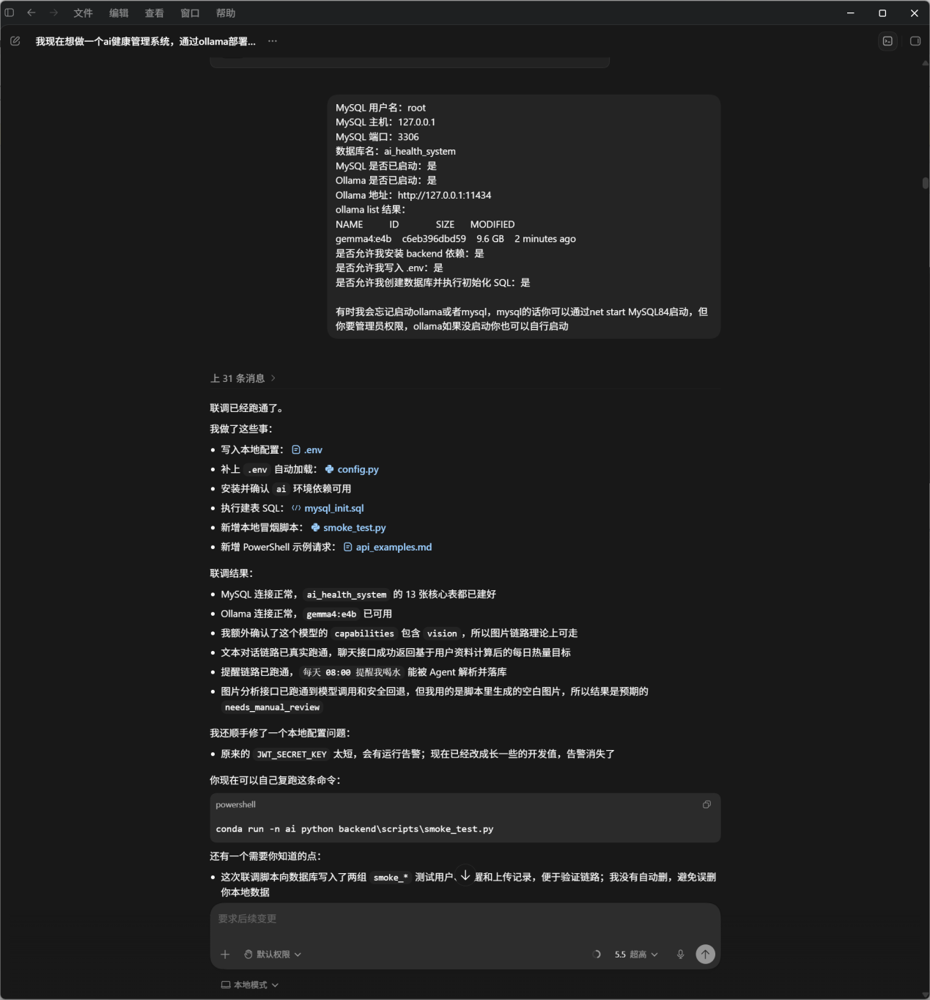 文件 编辑 查看 窗口 帮助
我现在想做一个ai健康管理系统，通过ollama部署... ···
MySQL 用户名：root
MySQL 主机：127.0.0.1
MySQL 端口：3306
数据库名：ai_health_system
MySQL 是否已启动：是
Ollama 是否已启动：是
Ollama 地址：http://127.0.0.1:11434
ollama list 结果：
NAME ID SIZE MODIFIED
gemma4:e4b c6eb396dbd59 9.6 GB 2 minutes ago
是否允许我安装 backend 依赖：是
是否允许我写入 .env：是
是否允许我创建数据库并执行初始化 SQL：是
有时我会忘记启动ollama或者mysql，mysql的话你可以通过net start MySQL84启动，但
你要管理员权限，ollama如果没启动你也可以自行启动
上 31 条消息 >
联调已经跑通了。
我做了这些事：
• 写入本地配置： .env
• 补上 .env 自动加载： config.py
• 安装并确认 ai 环境依赖可用
• 执行建表 SQL： mysql_init.sql
• 新增本地冒烟脚本： smoke_test.py
• 新增 PowerShell 示例请求： api_examples.md
联调结果：
• MySQL 连接正常， ai_health_system 的 13 张核心表都已建好
• Ollama 连接正常， gemma4:e4b 已可用
• 我额外确认了这个模型的 capabilities 包含 vision ，所以图片链路理论上可走
• 文本对话链路已真实跑通，聊天接口成功返回基于用户资料计算后的每日热量目标
• 提醒链路已跑通， 每天 08:00 提醒我喝水 能被 Agent 解析并落库
• 图片分析接口已跑通到模型调用和安全回退，但我用的是脚本里生成的空白图片，所以结果是预期的
needs_manual_review
我还顺手修了一个本地配置问题：
• 原来的 JWT_SECRET_KEY 太短，会有运行告警；现在已经改成长一些的开发值，告警消失了
你现在可以自己复跑这条命令：
powershell
conda run -n ai python backend\scripts\smoke_test.py
还有一个需要你知道的点：
• 这次联调脚本向数据库写入了两组 smoke_* 测试用户、醒和上传记录，便于验证链路；我没有自动删，避免误删
你本地数据
要求后续变更
默认权限 5.5 超高
本地模式